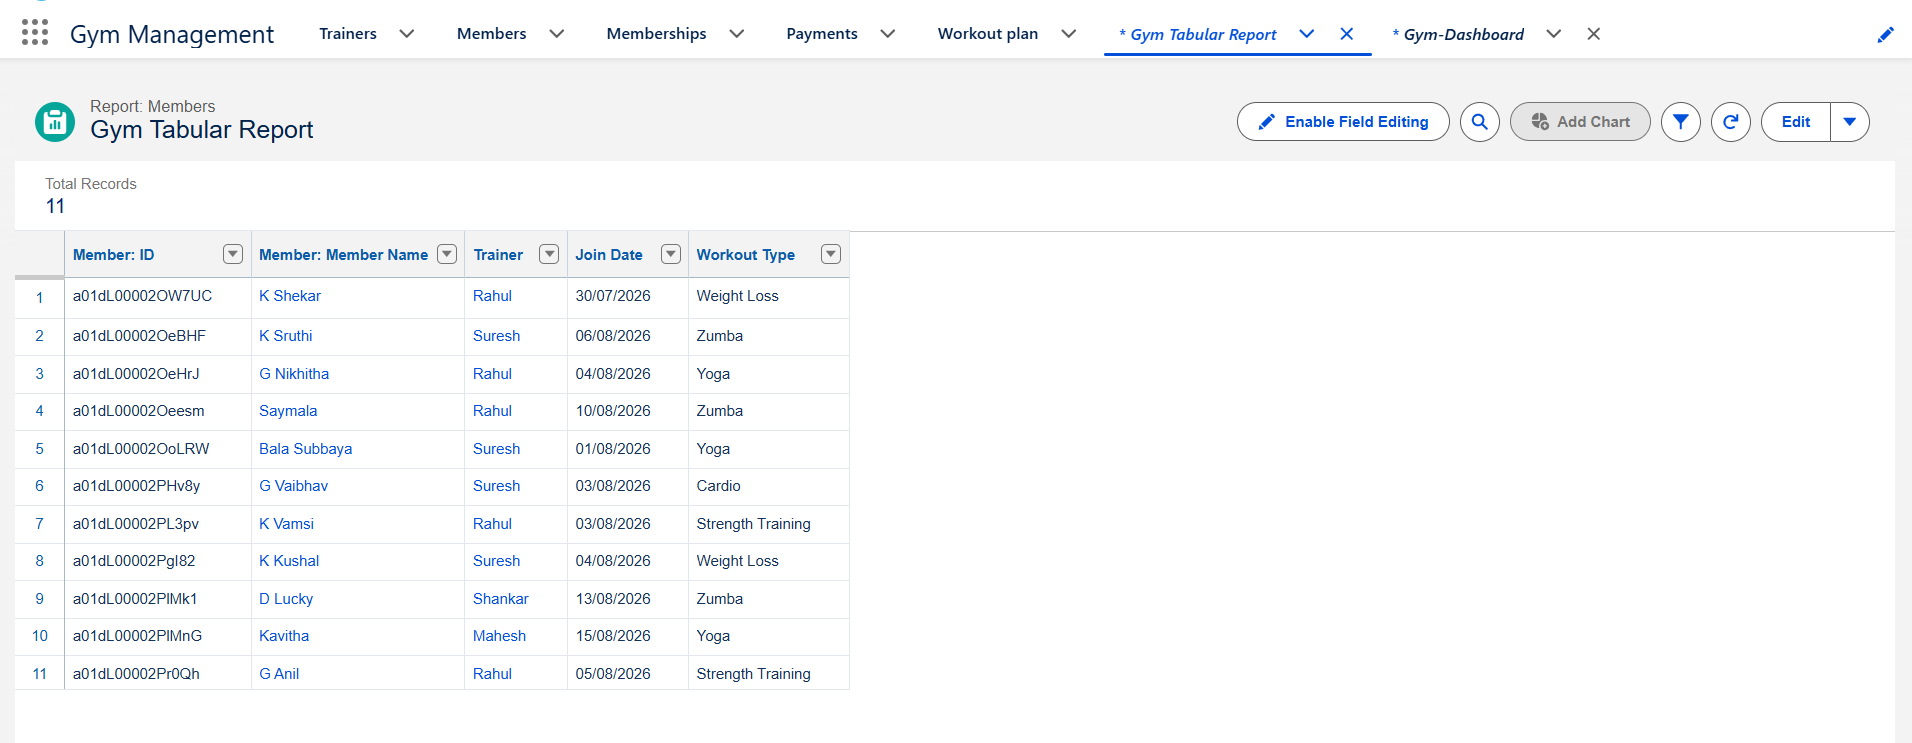 Gym Management Trainers Members Memberships Payments Workout plan * Gym Tabular Report * Gym-Dashboard
Report: Members
Gym Tabular Report
Enable Field Editing Add Chart Edit
Total Records
11
Member: ID Member: Member Name Trainer Join Date Workout Type
1 a01dL00002OW7UC K Shekar Rahul 30/07/2026 Weight Loss
2 a01dL00002OeBHF K Sruthi Suresh 06/08/2026 Zumba
3 a01dL00002OeHrJ G Nikhitha Rahul 04/08/2026 Yoga
4 a01dL00002Oeesm Saymala Rahul 10/08/2026 Zumba
5 a01dL00002OoLRW Bala Subbaya Suresh 01/08/2026 Yoga
6 a01dL00002PHv8y G Vaibhav Suresh 03/08/2026 Cardio
7 a01dL00002PL3pv K Vamsi Rahul 03/08/2026 Strength Training
8 a01dL00002PgI82 K Kushal Suresh 04/08/2026 Weight Loss
9 a01dL00002PlMk1 D Lucky Shankar 13/08/2026 Zumba
10 a01dL00002PlMnG Kavitha Mahesh 15/08/2026 Yoga
11 a01dL00002Pr0Qh G Anil Rahul 05/08/2026 Strength Training